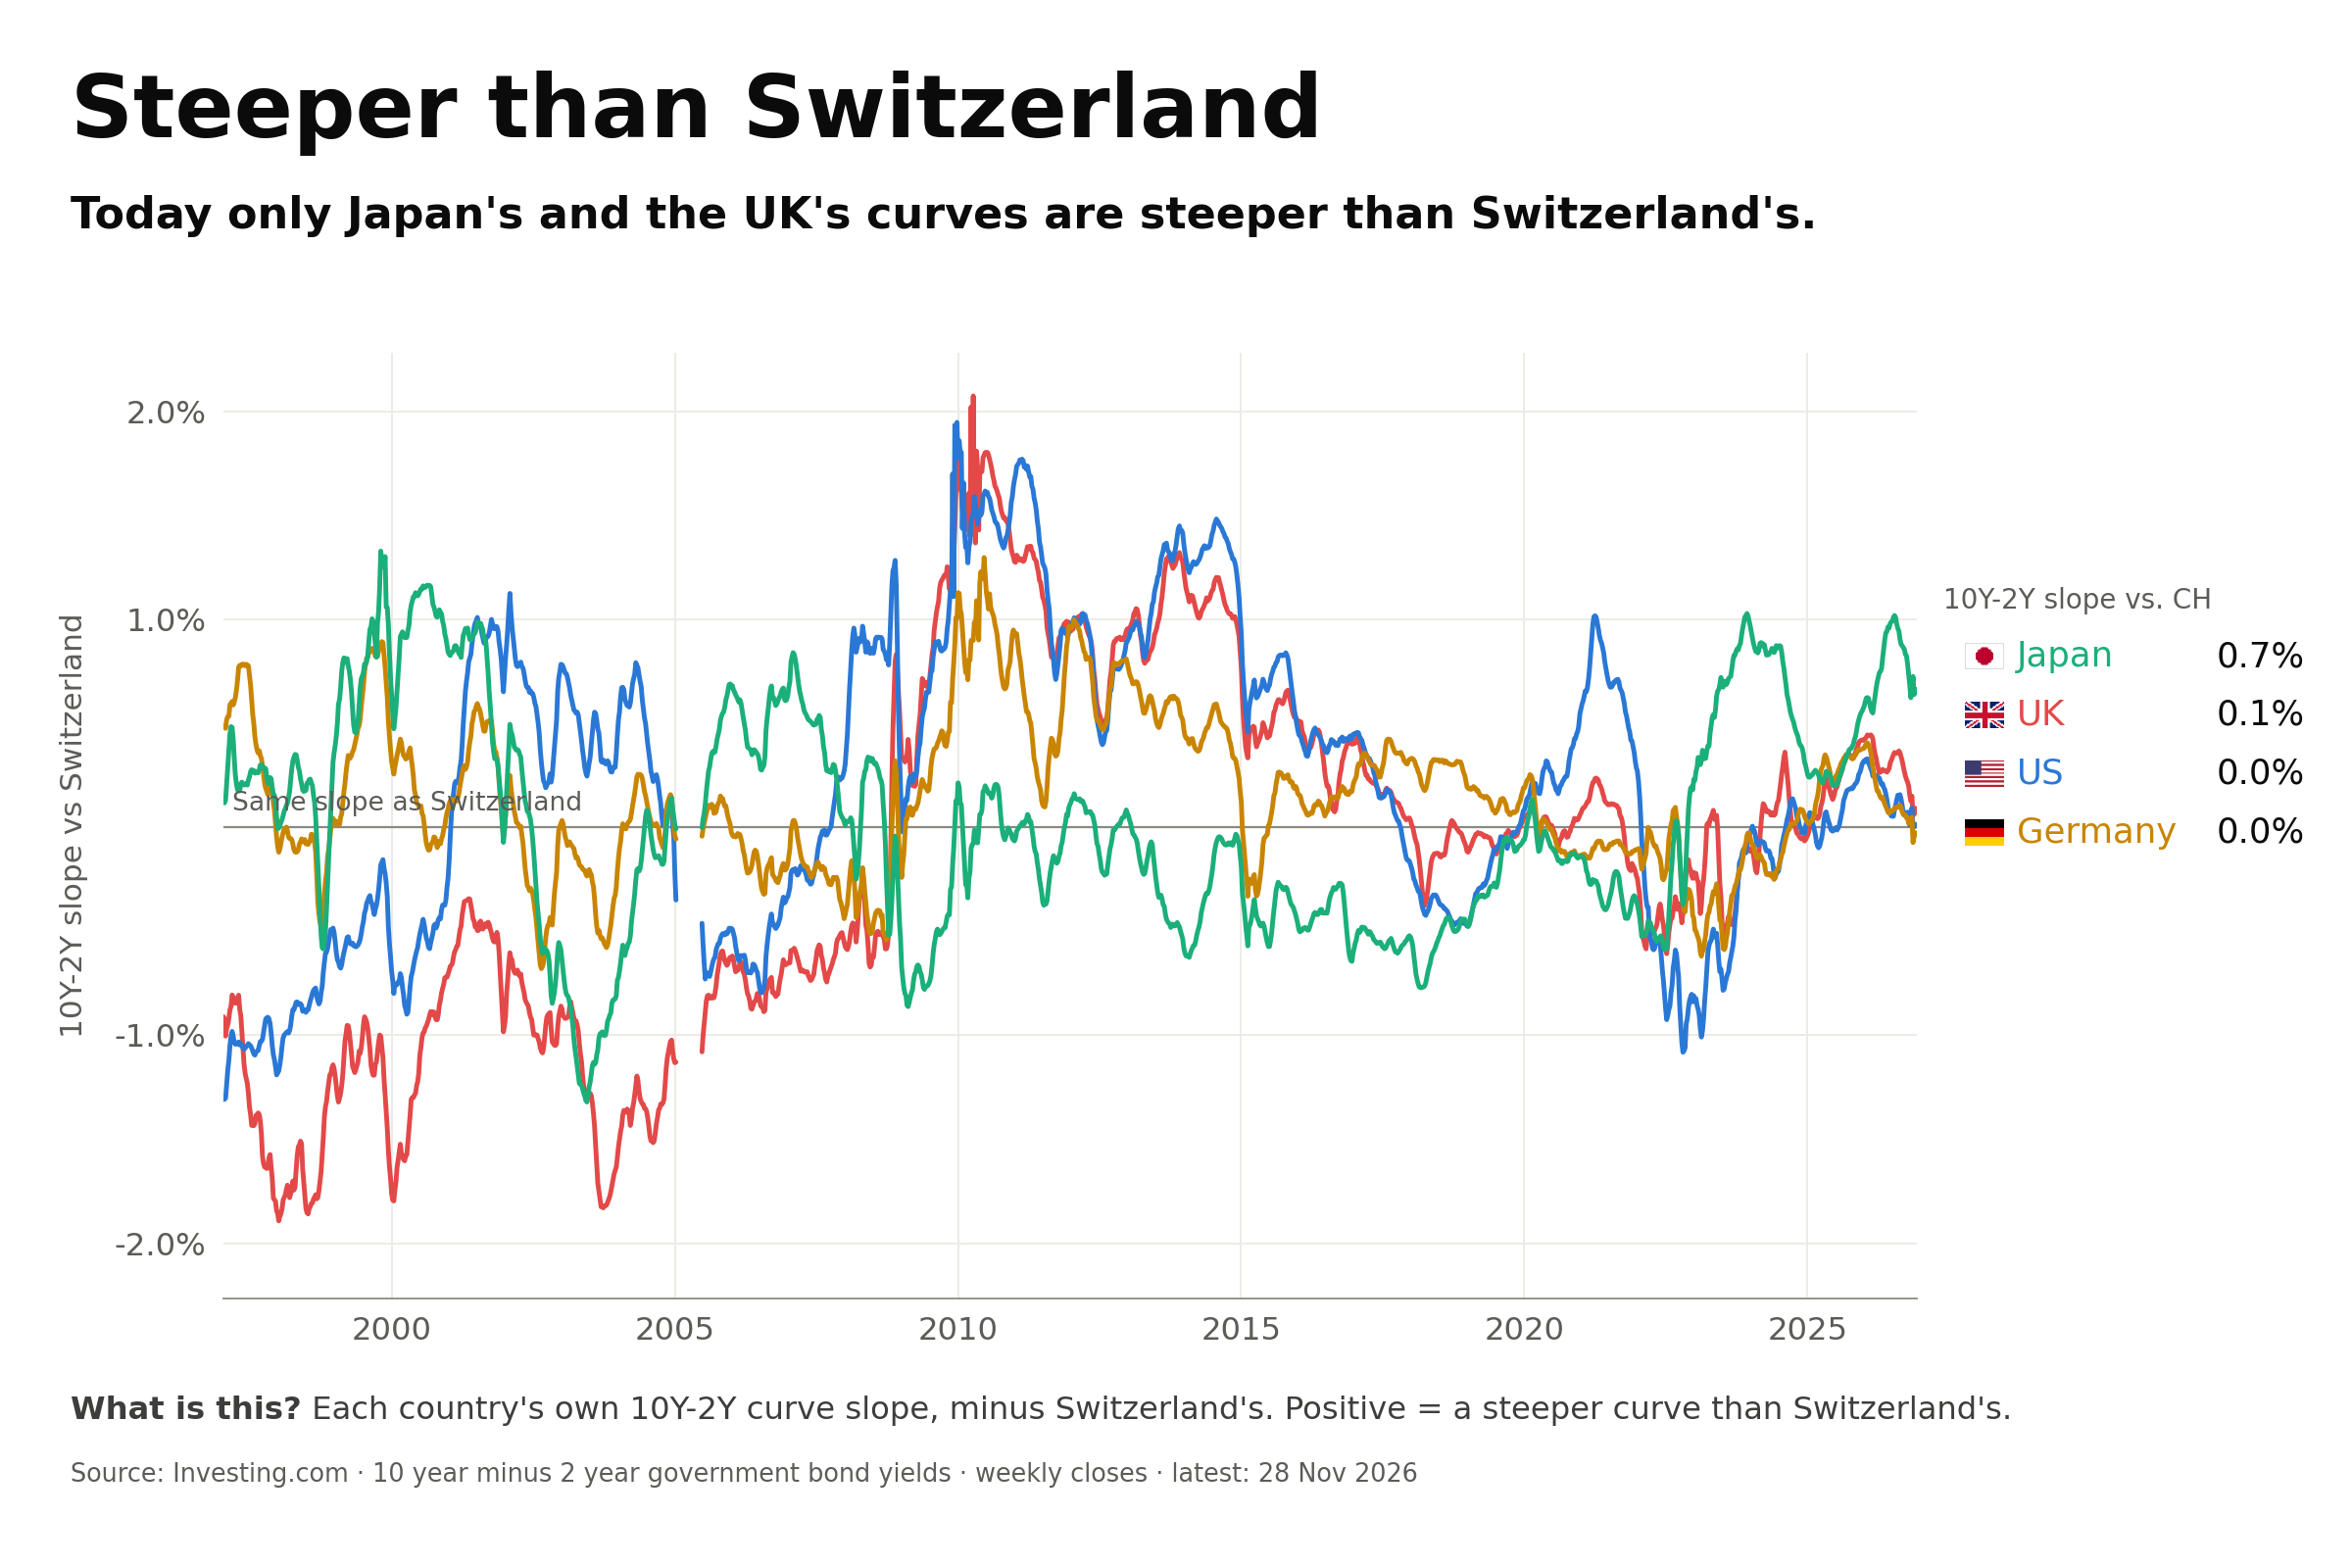 Steeper than Switzerland
Today only Japan's and the UK's curves are steeper than Switzerland's.
10Y-2Y slope vs Switzerland
2.0%
1.0%
-1.0%
-2.0%
Same slope as Switzerland
2000 2005 2010 2015 2020 2025
10Y-2Y slope vs. CH
Japan 0.7%
UK 0.1%
US 0.0%
Germany 0.0%
What is this? Each country's own 10Y-2Y curve slope, minus Switzerland's. Positive = a steeper curve than Switzerland's.
Source: Investing.com · 10 year minus 2 year government bond yields · weekly closes · latest: 28 Nov 2026